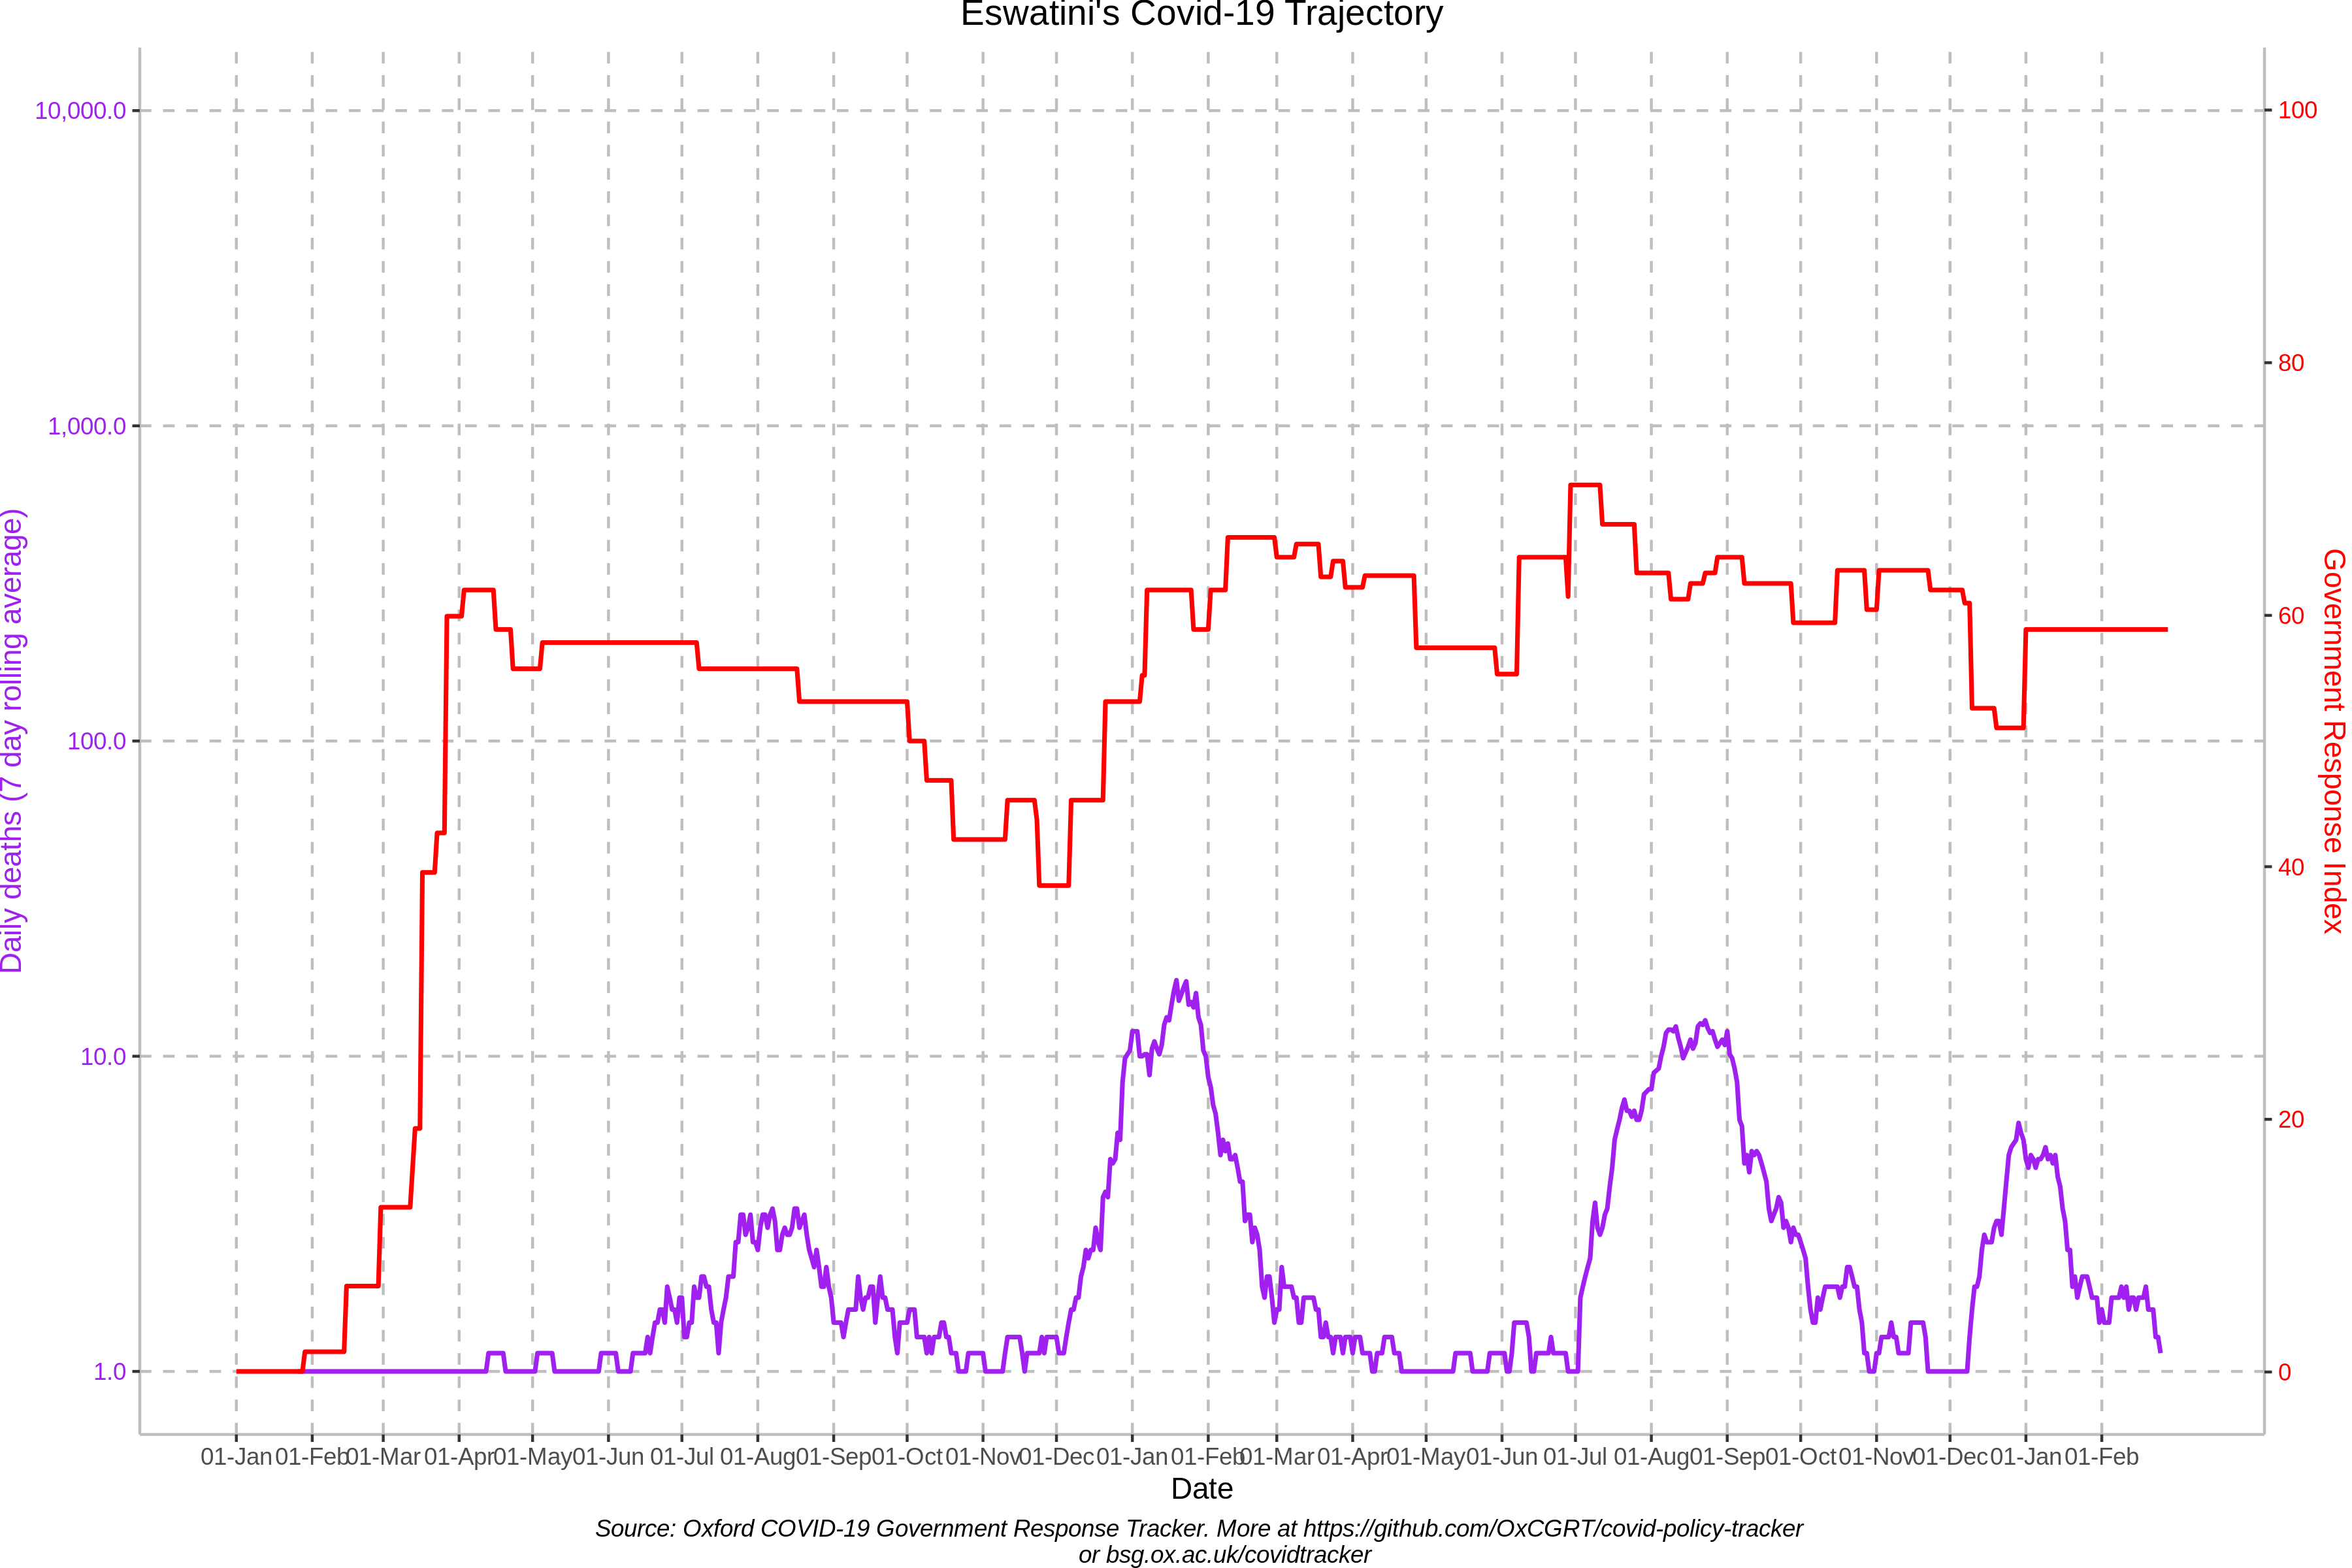 Eswatini's Covid-19 Trajectory
10,000.0
1,000.0
100.0
10.0
1.0
Daily deaths (7 day rolling average)
100
80
60
40
20
0
Government Response Index
01-Jan 01-Feb 01-Mar 01-Apr 01-May 01-Jun 01-Jul 01-Aug 01-Sep 01-Oct 01-Nov 01-Dec 01-Jan 01-Feb 01-Mar 01-Apr 01-May 01-Jun 01-Jul 01-Aug 01-Sep 01-Oct 01-Nov 01-Dec 01-Jan 01-Feb
Date
Source: Oxford COVID-19 Government Response Tracker. More at https://github.com/OxCGRT/covid-policy-tracker
or bsg.ox.ac.uk/covidtracker